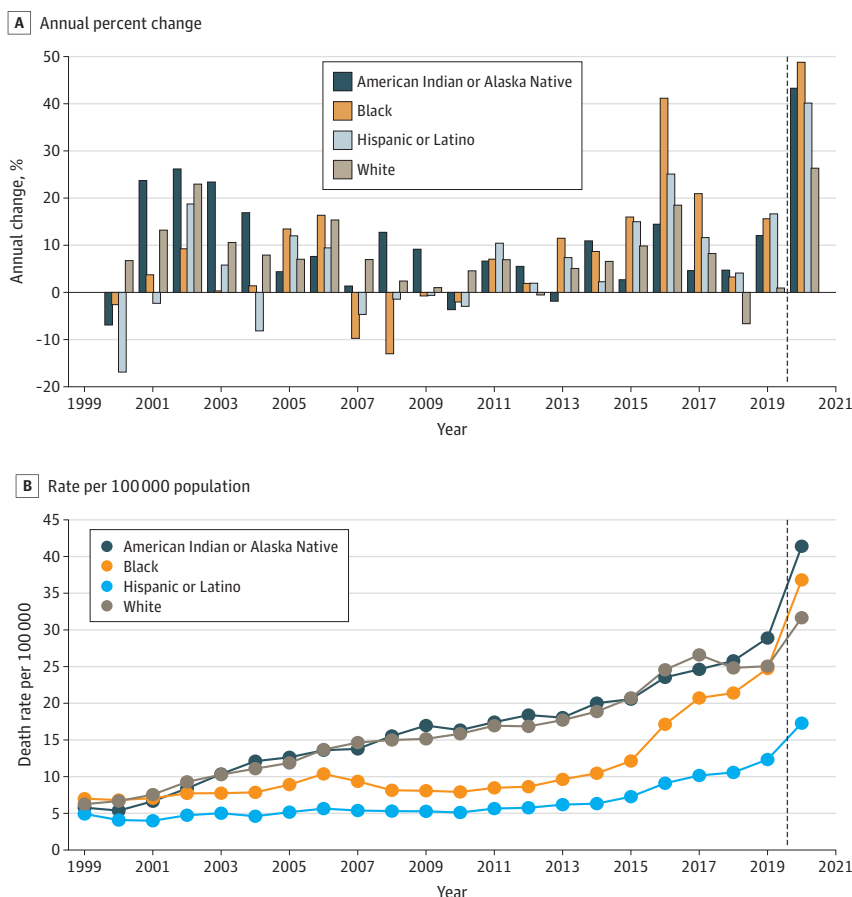 A Annual percent change
50
40
30
20
10
0
-10
-20
Annual change, %
American Indian or Alaska Native
Black
Hispanic or Latino
White
1999 2001 2003 2005 2007 2009 2011 2013 2015 2017 2019 2021
Year
B Rate per 100 000 population
45
40
35
30
25
20
15
10
5
0
Death rate per 100 000
American Indian or Alaska Native
Black
Hispanic or Latino
White
1999 2001 2003 2005 2007 2009 2011 2013 2015 2017 2019 2021
Year